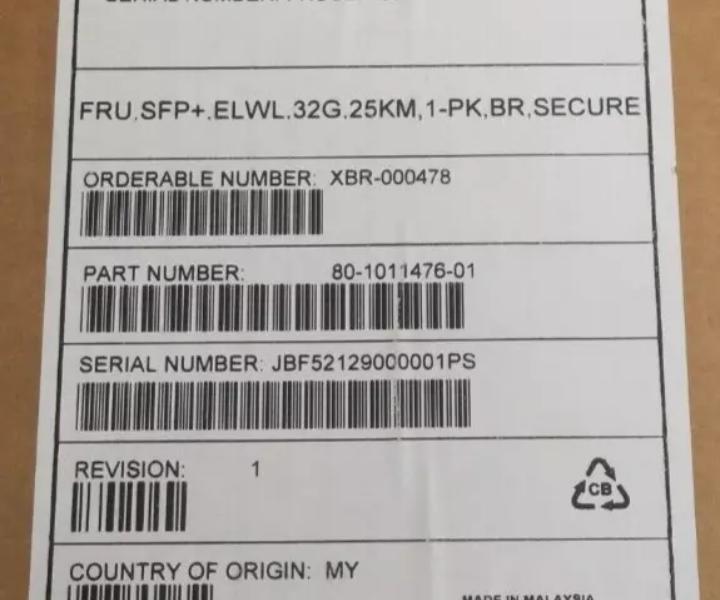 FRU,SFP+,ELWL,32G,25KM,1-PK,BR,SECURE
ORDERABLE NUMBER: XBR-000478
PART NUMBER: 80-1011476-01
SERIAL NUMBER: JBF52129000001PS
REVISION: 1
CB
COUNTRY OF ORIGIN: MY
MADE IN MALAYSIA